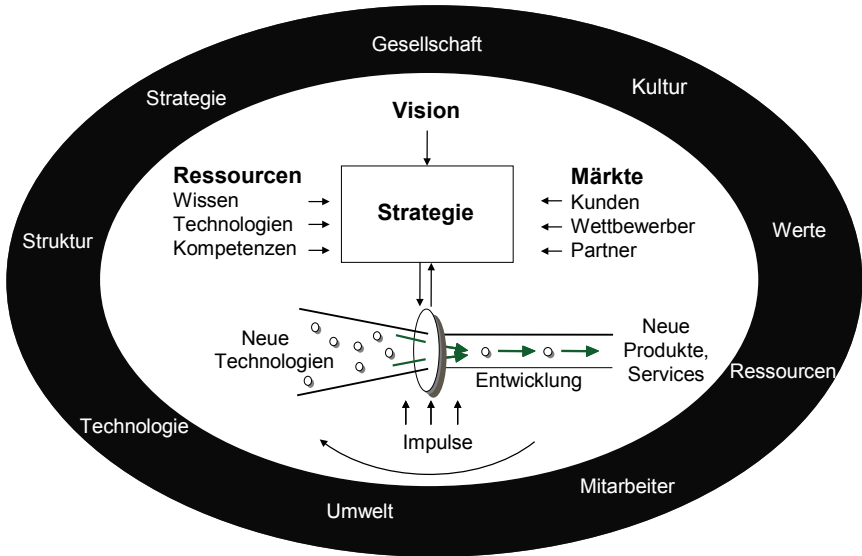 Gesellschaft
Kultur
Strategie
Vision
Ressourcen
Wissen
Technologien
Kompetenzen
Strategie
Märkte
Kunden
Wettbewerber
Partner
Struktur
Werte
Neue
Technologien
Entwicklung
Neue
Produkte,
Services
Ressourcen
Impulse
Technologie
Mitarbeiter
Umwelt